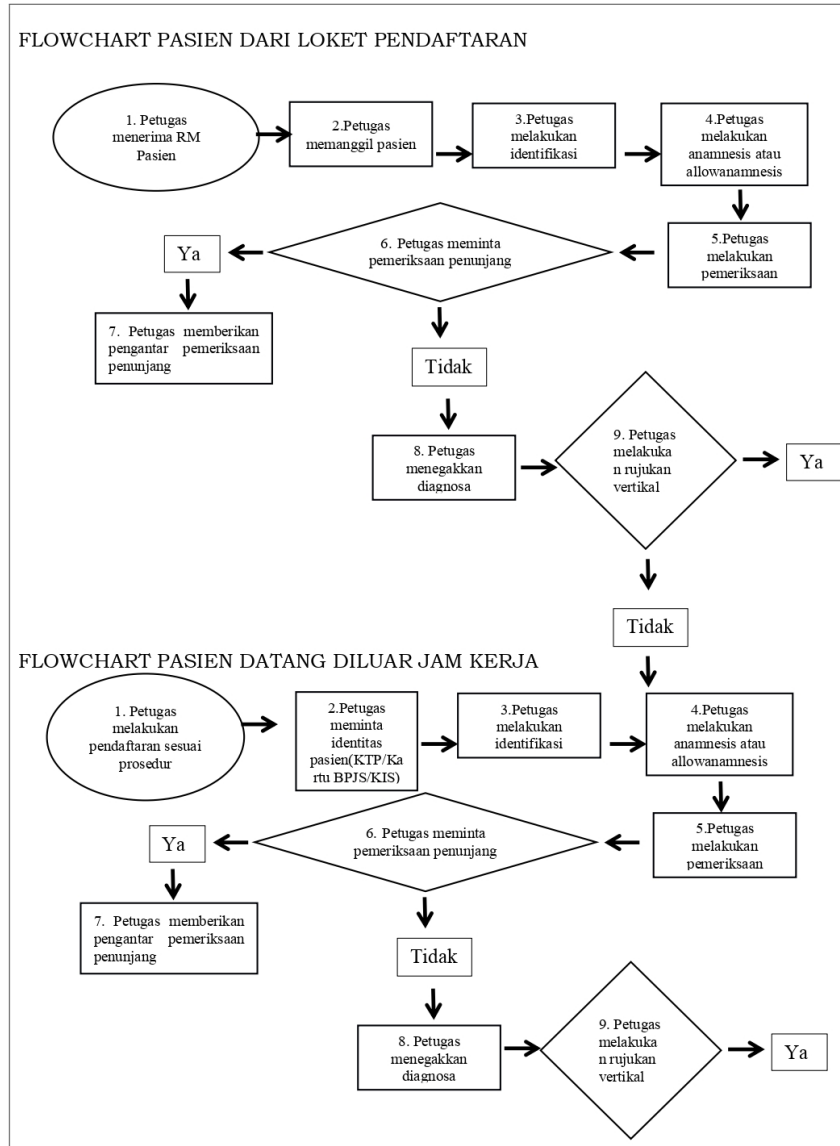 FLOWCHART PASIEN DARI LOKET PENDAFTARAN
1. Petugas
menerima RM
Pasien
2.Petugas
memanggil pasien
3.Petugas
melakukan
identifikasi
4.Petugas
melakukan
anamnesis atau
allowanamnesis
5.Petugas
melakukan
pemeriksaan
6. Petugas meminta
pemeriksaan penunjang
Ya
7. Petugas memberikan
pengantar pemeriksaan
penunjang
Tidak
8. Petugas
menegakkan
diagnosa
9. Petugas
melakuka
n rujukan
vertikal
Ya
Tidak
FLOWCHART PASIEN DATANG DILUAR JAM KERJA
1. Petugas
melakukan
pendaftaran sesuai
prosedur
2.Petugas
meminta
identitas
pasien(KTP/Ka
rtu BPJS/KIS)
3.Petugas
melakukan
identifikasi
4.Petugas
melakukan
anamnesis atau
allowanamnesis
5.Petugas
melakukan
pemeriksaan
6. Petugas meminta
pemeriksaan penunjang
Ya
7. Petugas memberikan
pengantar pemeriksaan
penunjang
Tidak
8. Petugas
menegakkan
diagnosa
9. Petugas
melakuka
n rujukan
vertikal
Ya